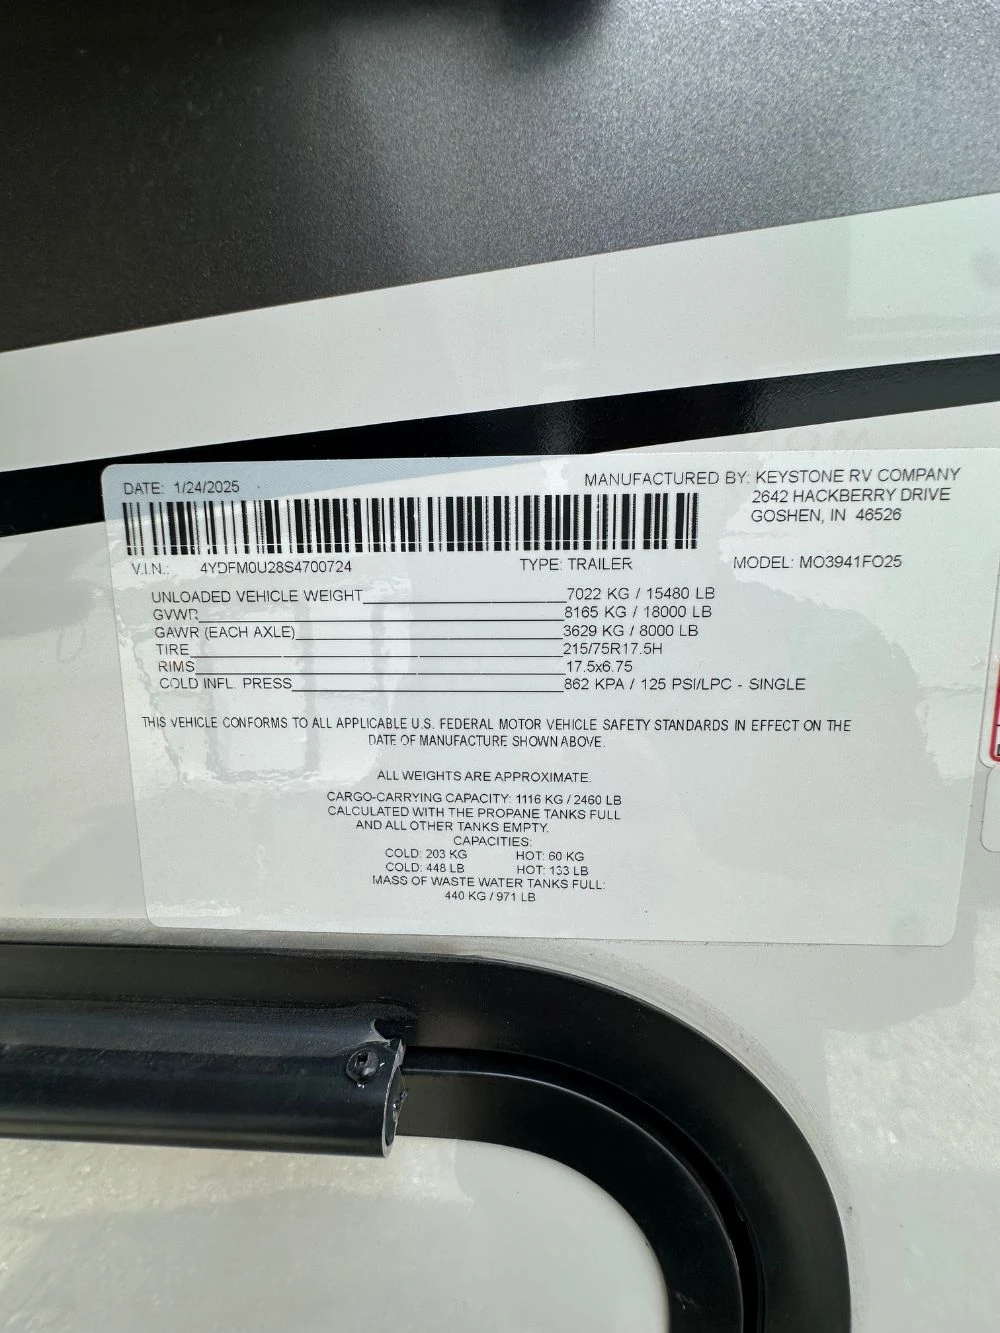 DATE: 1/24/2025
MANUFACTURED BY: KEYSTONE RV COMPANY
2642 HACKBERRY DRIVE
GOSHEN, IN 46526
V.I.N.: 4YDFM0U28S4700724 TYPE: TRAILER MODEL: MO3941FO25
UNLOADED VEHICLE WEIGHT 7022 KG / 15480 LB
GVWR 8165 KG / 18000 LB
GAWR (EACH AXLE) 3629 KG / 8000 LB
TIRE 215/75R17.5H
RIMS 17.5x6.75
COLD INFL. PRESS 862 KPA / 125 PSI/LPC - SINGLE
THIS VEHICLE CONFORMS TO ALL APPLICABLE U.S. FEDERAL MOTOR VEHICLE SAFETY STANDARDS IN EFFECT ON THE
DATE OF MANUFACTURE SHOWN ABOVE.
ALL WEIGHTS ARE APPROXIMATE.
CARGO-CARRYING CAPACITY: 1116 KG / 2460 LB
CALCULATED WITH THE PROPANE TANKS FULL
AND ALL OTHER TANKS EMPTY.
CAPACITIES:
COLD: 203 KG HOT: 60 KG
COLD: 448 LB HOT: 133 LB
MASS OF WASTE WATER TANKS FULL:
440 KG / 971 LB